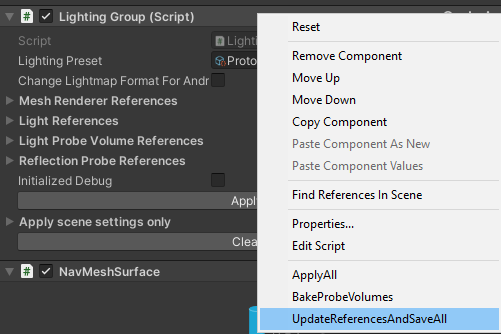 Lighting Group (Script)
Script
Lighti
Lighting Preset
Proto
Change Lightmap Format For Andr
Mesh Renderer References
Light References
Light Probe Volume References
Reflection Probe References
Initialized Debug
Apply
Apply scene settings only
Clea
NavMeshSurface
Reset
Remove Component
Move Up
Move Down
Copy Component
Paste Component As New
Paste Component Values
Find References In Scene
Properties...
Edit Script
ApplyAll
BakeProbeVolumes
UpdateReferencesAndSaveAll